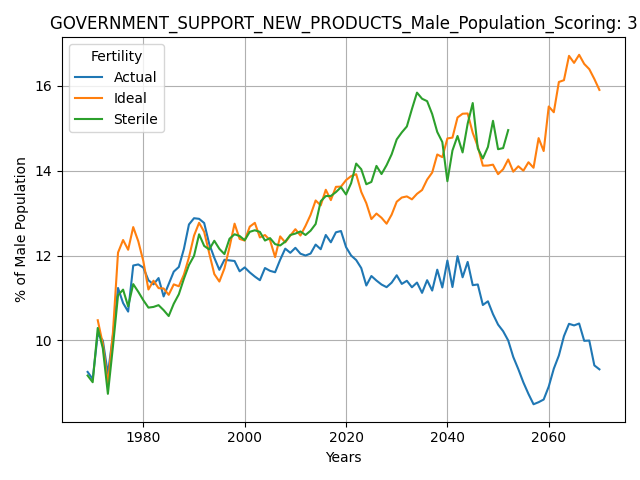 GOVERNMENT_SUPPORT_NEW_PRODUCTS_Male_Population_Scoring: 3
Fertility
Actual
Ideal
Sterile
% of Male Population
16
14
12
10
1980 2000 2020 2040 2060
Years